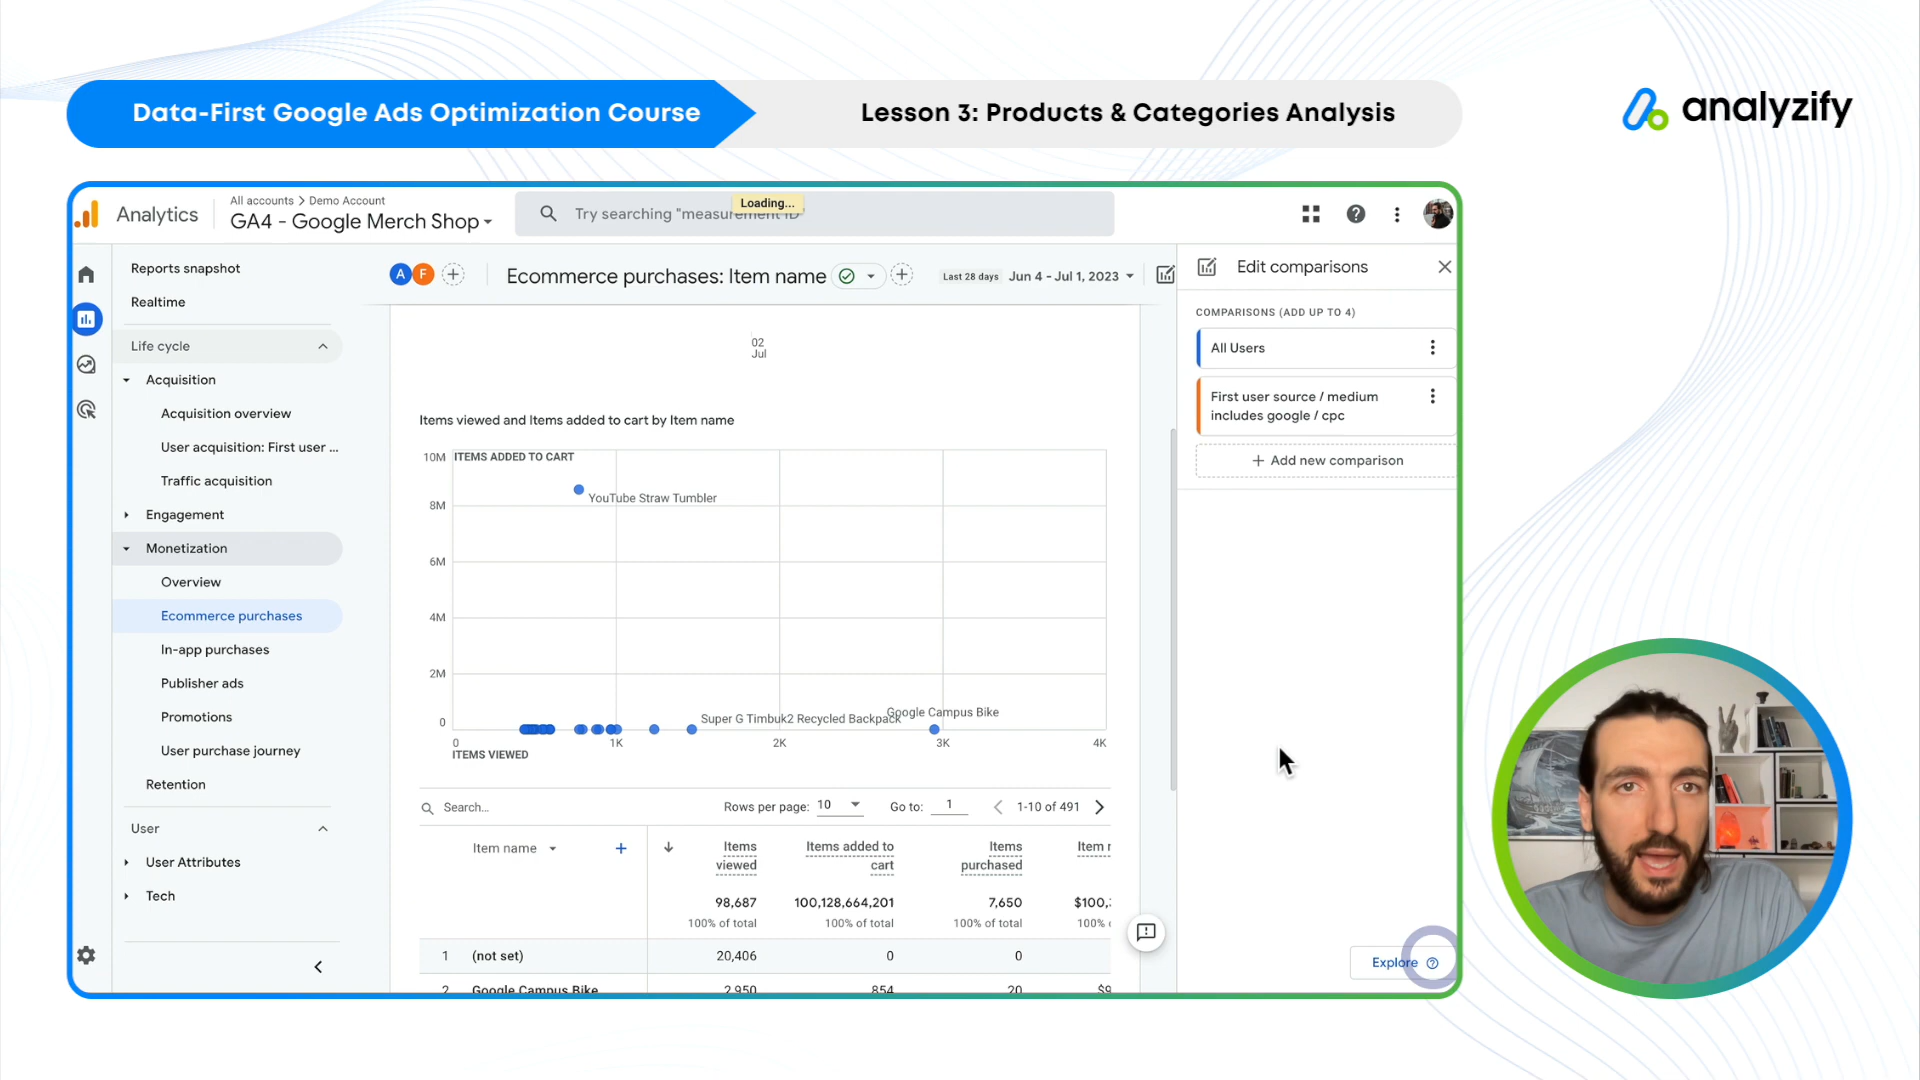 Data-First Google Ads Optimization Course
Lesson 3: Products & Categories Analysis
analyzify
Analytics
All accounts > Demo Account
GA4 - Google Merch Shop
Try searching "measurement ID"
Loading...
Reports snapshot
Realtime
Life cycle
Acquisition
Acquisition overview
User acquisition: First user ...
Traffic acquisition
Engagement
Monetization
Overview
Ecommerce purchases
In-app purchases
Publisher ads
Promotions
User purchase journey
Retention
User
User Attributes
Tech
A F
Ecommerce purchases: Item name
Last 28 days Jun 4 - Jul 1, 2023
02
Jul
Items viewed and Items added to cart by Item name
10M
ITEMS ADDED TO CART
8M
6M
4M
2M
0
YouTube Straw Tumbler
Super G Timbuk2 Recycled Backpack
Google Campus Bike
0 1K 2K 3K 4K
ITEMS VIEWED
Search...
Rows per page: 10
Go to: 1
1-10 of 491
Item name
Items viewed
Items added to cart
Items purchased
Item r
98,687 100,128,664,201 7,650 $100,
100% of total 100% of total 100% of total 100%
1 (not set) 20,406 0 0
2 Google Campus Bike 2,950 854 20 $9
Edit comparisons
COMPARISONS (ADD UP TO 4)
All Users
First user source / medium
includes google / cpc
+ Add new comparison
Explore